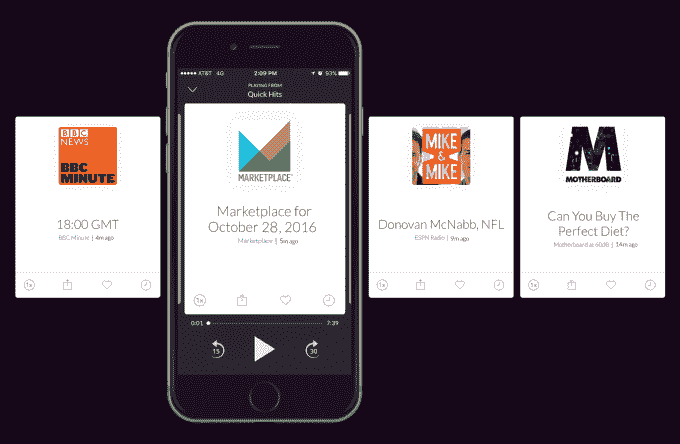 BBC
NEWS
BBC
MINUTE
18:00 GMT
BBC Minute | 4m ago
1x
AT&T 4G 2:09 PM 93%
PLAYING FROM
Quick Hits
MARKETPLACE
Marketplace for
October 28, 2016
Marketplace | 5m ago
1x
0:01 7:39
15 30
MIKE
&
MIKE
Donovan McNabb, NFL
ESPN Radio | 9m ago
1x
M
MOTHERBOARD
Can You Buy The
Perfect Diet?
Motherboard at 60dB | 14m ago
1x